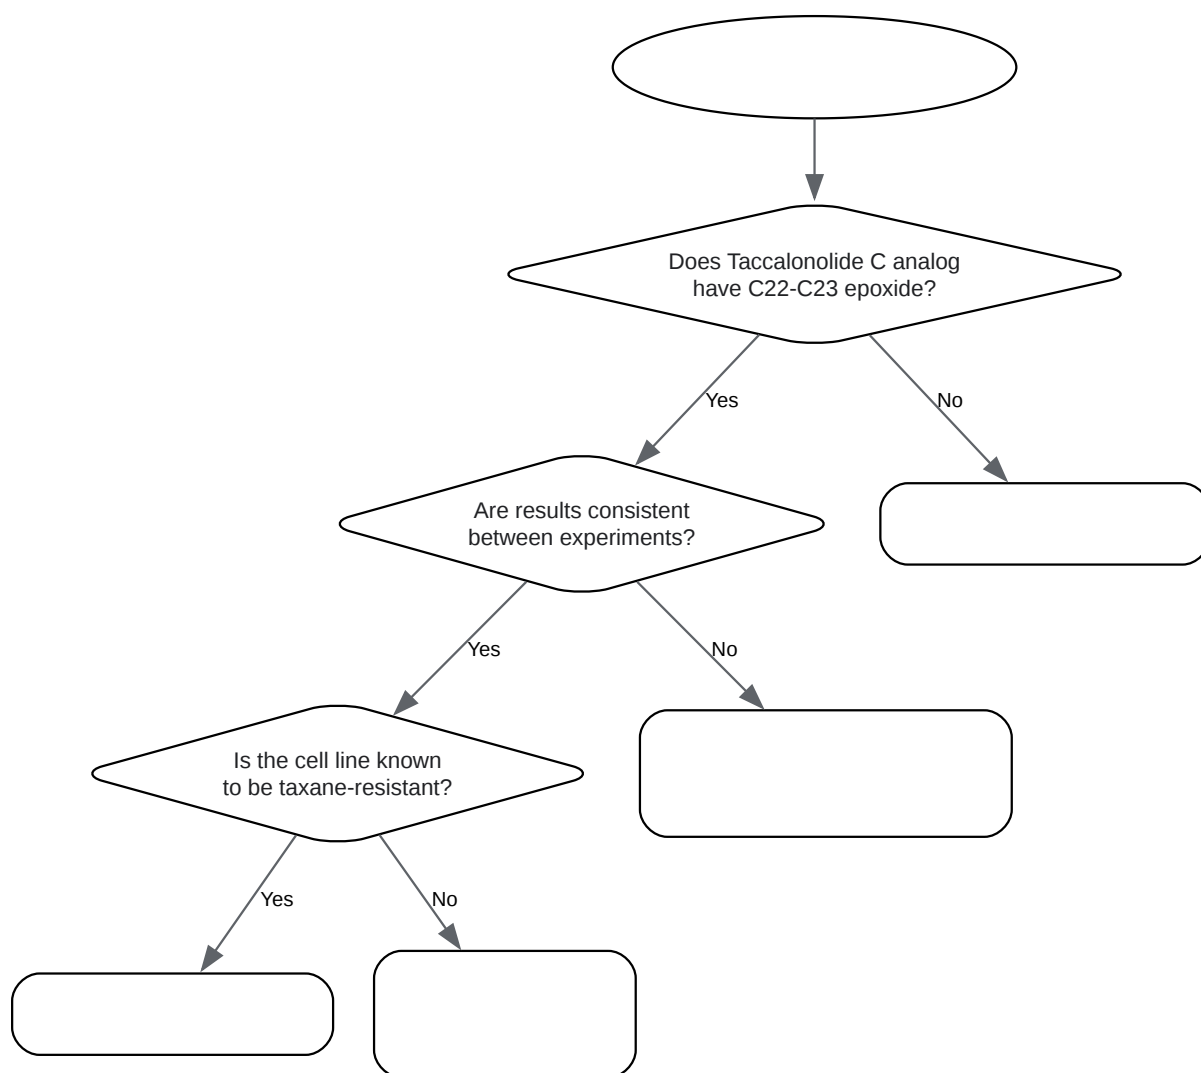 Does Taccalonolide C analog
have C22-C23 epoxide?
Yes
No
Are results consistent
between experiments?
Yes
No
Is the cell line known
to be taxane-resistant?
Yes
No